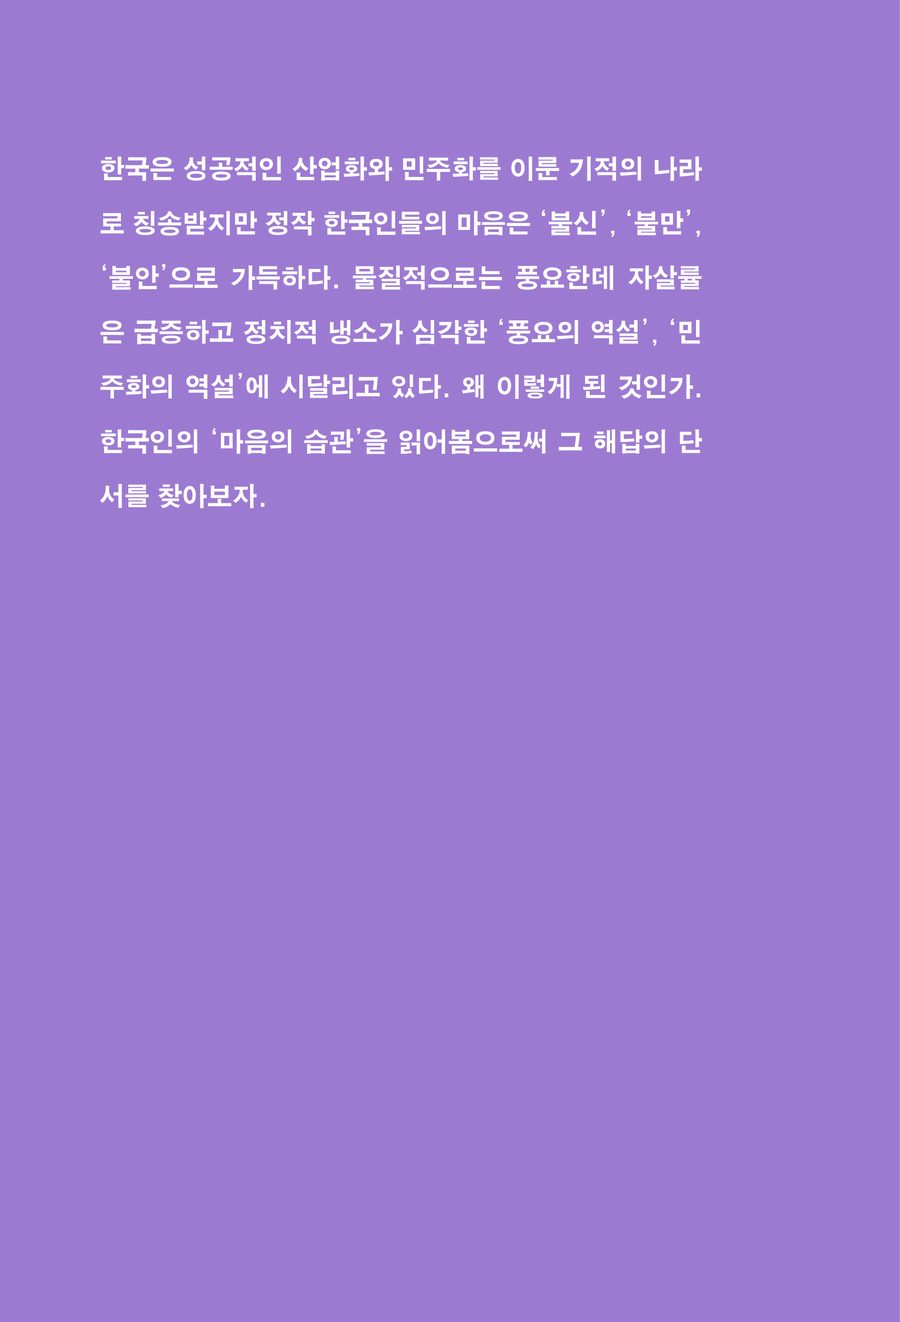 한국은 성공적인 산업화와 민주화를 이룬 기적의 나라
로 칭송받지만 정작 한국인들의 마음은 ‘불신’, ‘불만’,
‘불안’으로 가득하다. 물질적으로는 풍요한데 자살률
은 급증하고 정치적 냉소가 심각한 ‘풍요의 역설’, ‘민
주화의 역설’에 시달리고 있다. 왜 이렇게 된 것인가.
한국인의 ‘마음의 습관’을 읽어봄으로써 그 해답의 단
서를 찾아보자.